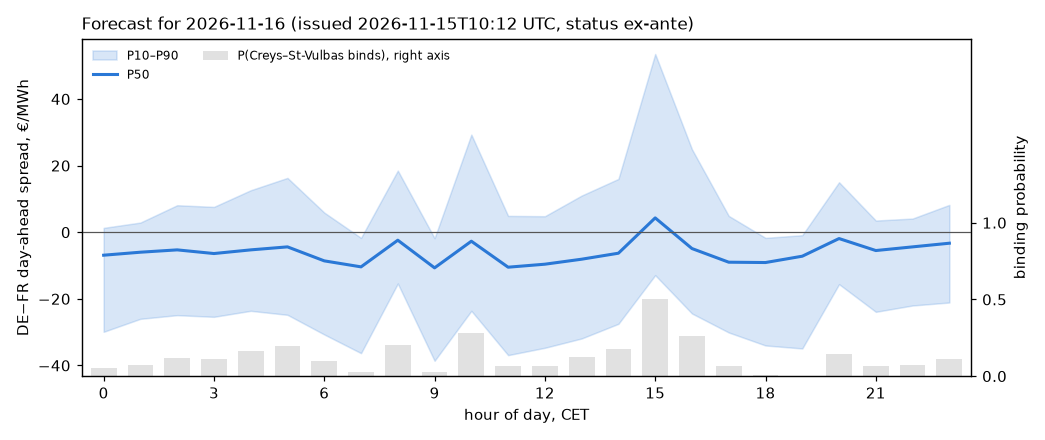 Forecast for 2026-11-16 (issued 2026-11-15T10:12 UTC, status ex-ante)
P10–P90
P(Creys–St-Vulbas binds), right axis
P50
DE−FR day-ahead spread, €/MWh
40
20
0
−20
−40
1.0
0.5
0.0
binding probability
0 3 6 9 12 15 18 21
hour of day, CET